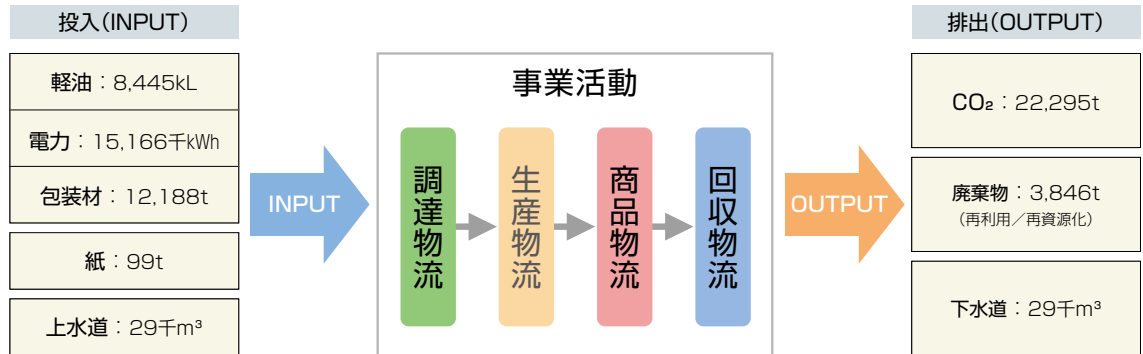 投入(INPUT)
軽油：8,445kL
電力：15,166千kWh
包装材：12,188t
紙：99t
上水道：29千m³
INPUT
事業活動
調達物流
生産物流
商品物流
回収物流
OUTPUT
排出(OUTPUT)
CO₂：22,295t
廃棄物：3,846t
(再利用／再資源化)
下水道：29千m³